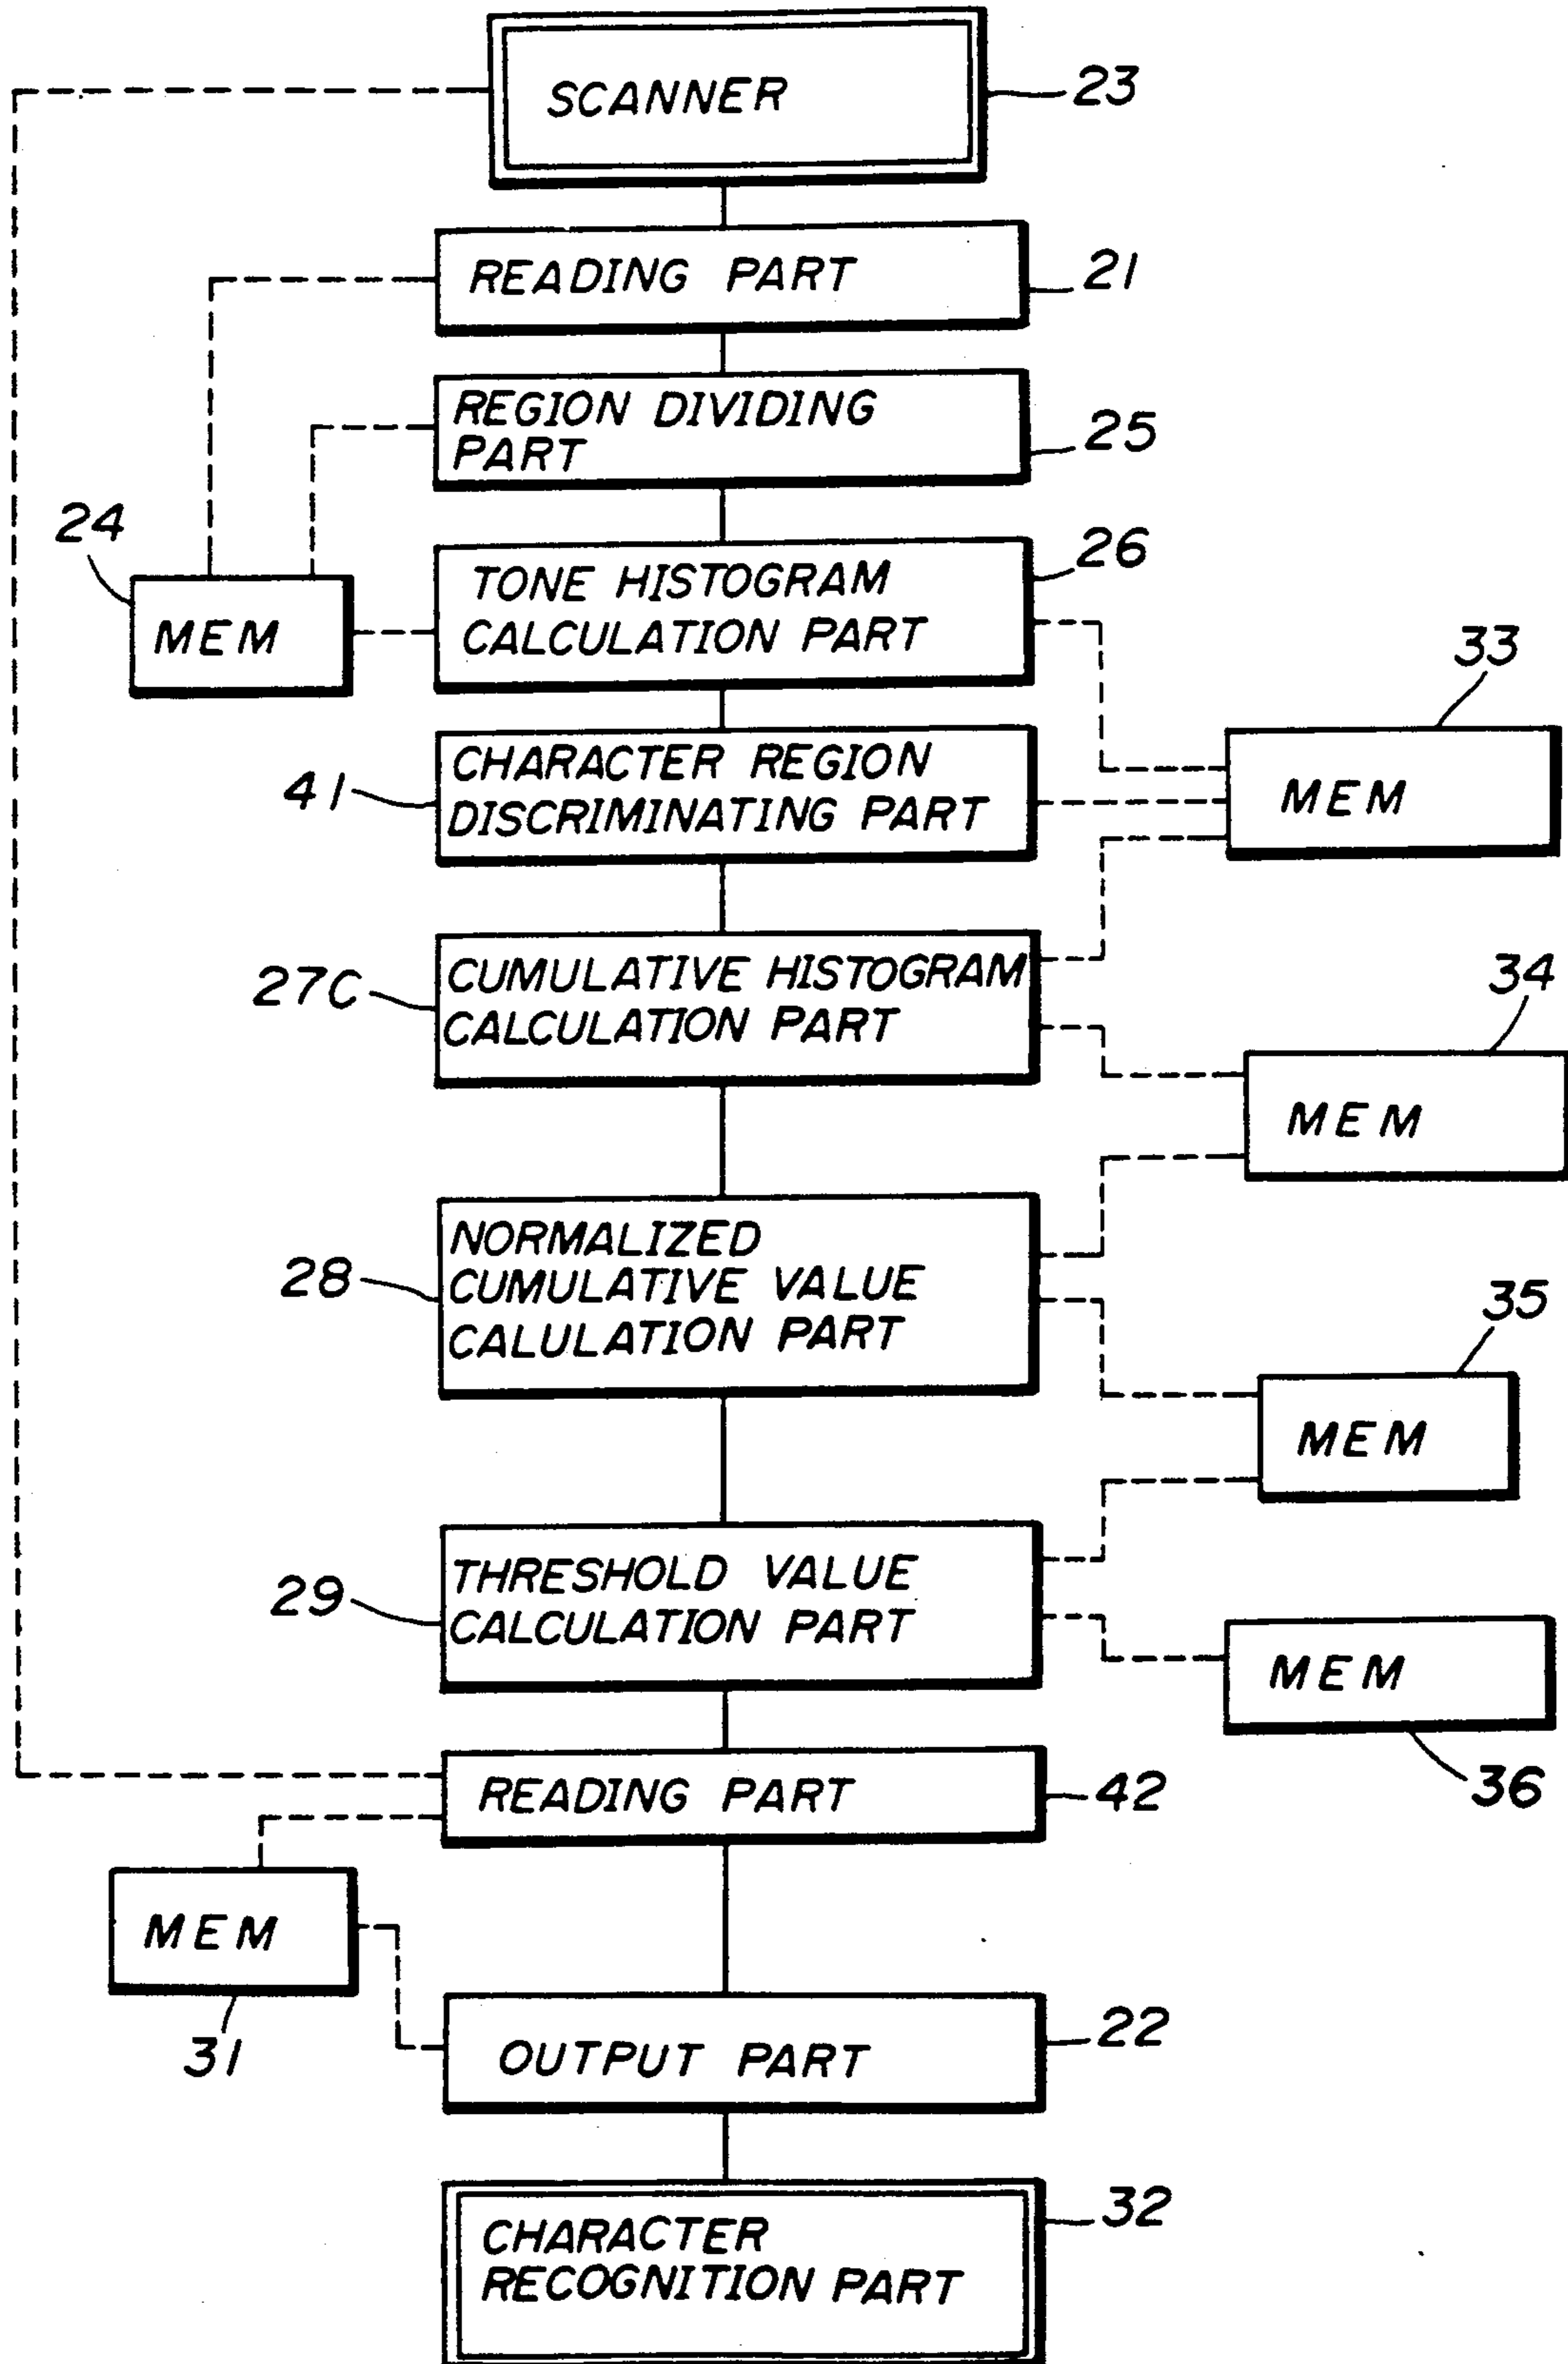 SCANNER
23
READING PART
21
REGION DIVIDING
PART
25
24
MEM
TONE HISTOGRAM
CALCULATION PART
26
33
MEM
41
CHARACTER REGION
DISCRIMINATING PART
27C
CUMULATIVE HISTOGRAM
CALCULATION PART
34
MEM
28
NORMALIZED
CUMULATIVE VALUE
CALULATION PART
35
MEM
29
THRESHOLD VALUE
CALCULATION PART
MEM
36
READING PART
42
MEM
31
OUTPUT PART
22
CHARACTER
RECOGNITION PART
32